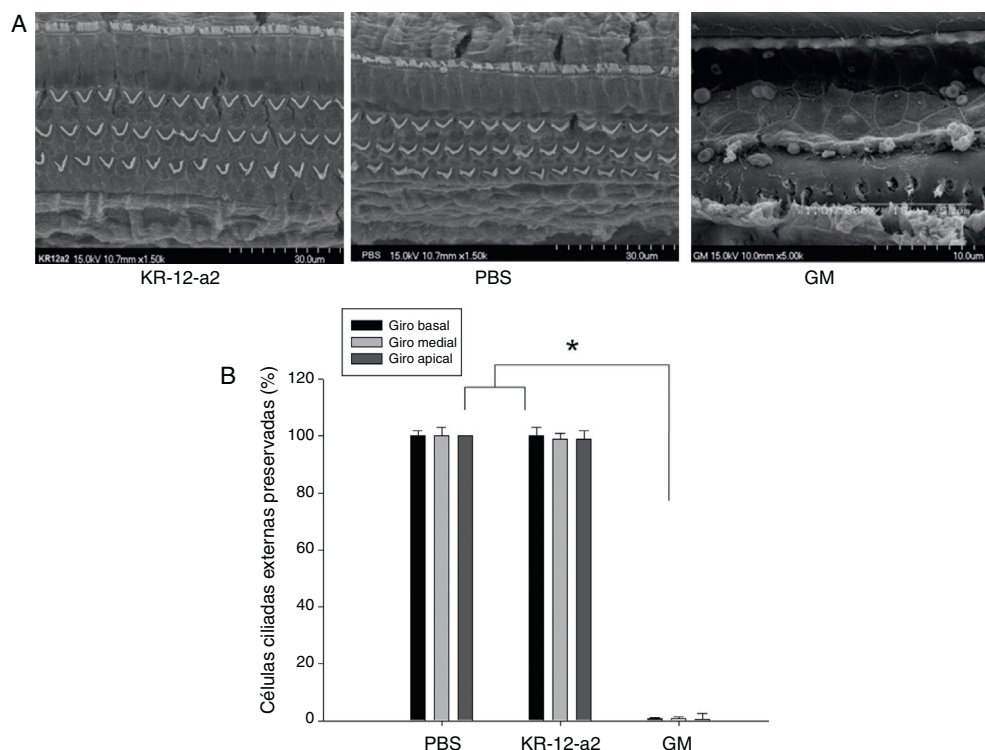 A
KR12a2 15.0kV 10.7mm x1.50k 30.0um
PBS 15.0kV 10.7mm x1.50k 30.0um
GM 15.0kV 10.0mm x5.00k 10.0um
KR-12-a2
PBS
GM
B
Giro basal
Giro medial
Giro apical
*
Células ciliadas externas preservadas (%)
120
100
80
60
40
20
0
PBS
KR-12-a2
GM